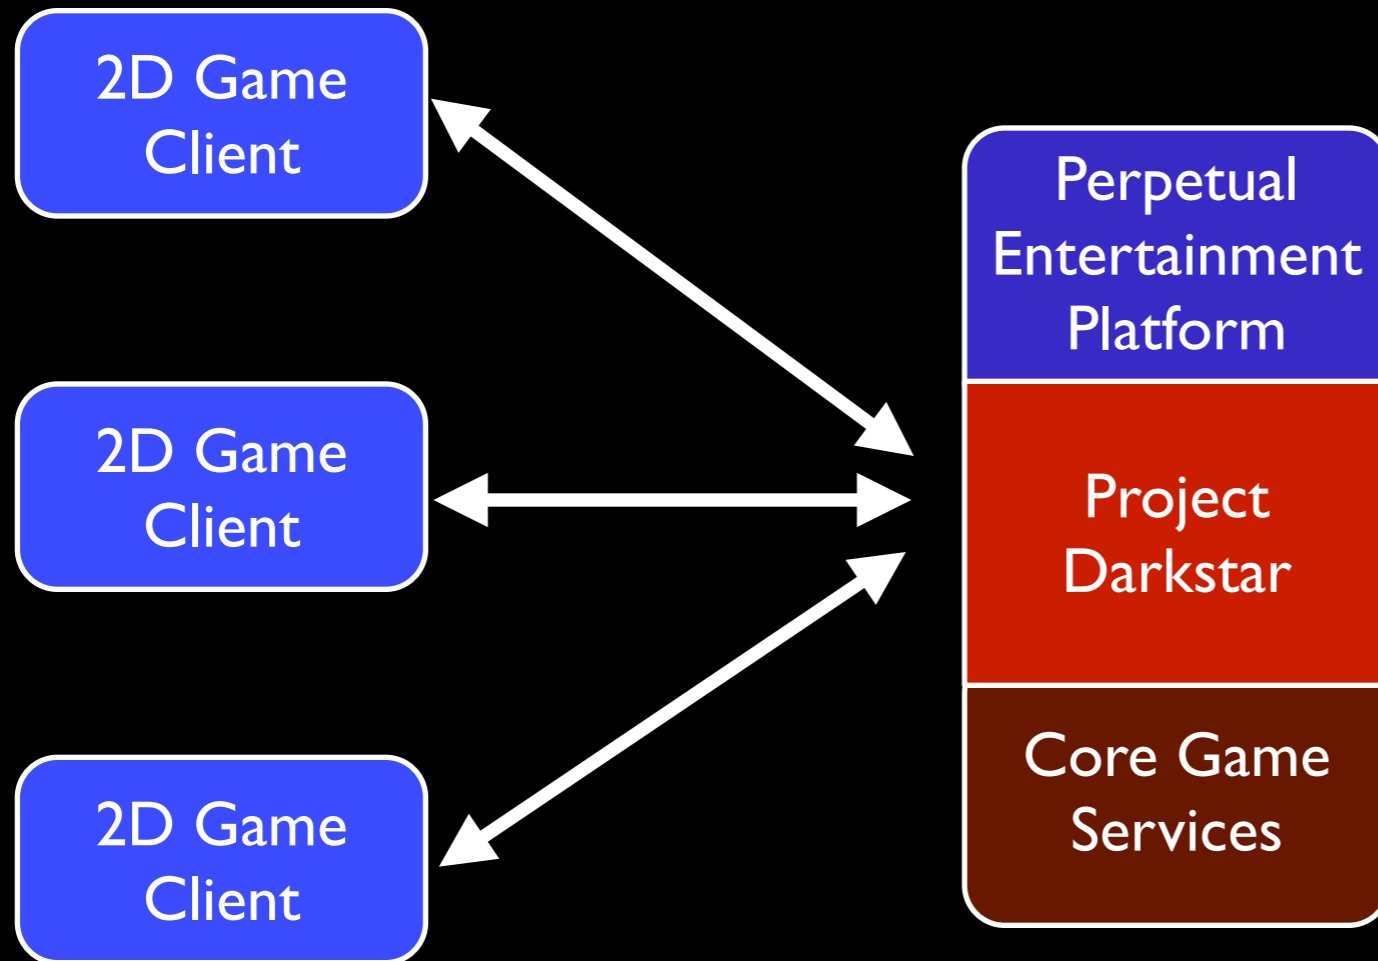 2D Game
Client
2D Game
Client
2D Game
Client
Perpetual
Entertainment
Platform
Project
Darkstar
Core Game
Services